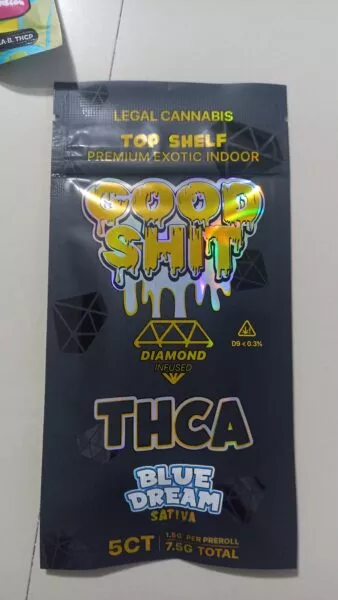 A-B, THCP
LEGAL CANNABIS
TOP SHELF
PREMIUM EXOTIC INDOOR
GOOD
SHIT
DIAMOND
INFUSED
D9 < 0.3%
THCA
BLUE
DREAM
SATIVA
5CT
1.5G PER PREROLL
7.5G TOTAL